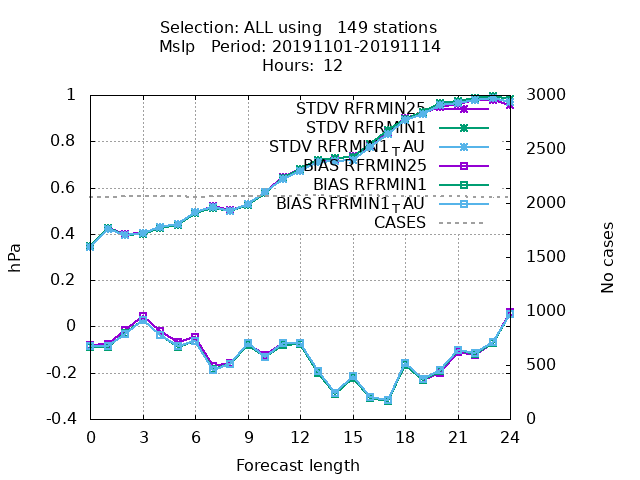 Selection: ALL using   149 stations
Mslp   Period: 20191101-20191114
Hours:  12
1
0.8
0.6
0.4
0.2
0
-0.2
-0.4
hPa
STDV RFRMIN25
STDV RFRMIN1
STDV RFRMIN1_AU
BIAS RFRMIN25
BIAS RFRMIN1
BIAS RFRMIN1_AU
CASES
3000
2500
2000
1500
1000
500
0
No cases
0 3 6 9 12 15 18 21 24
Forecast length